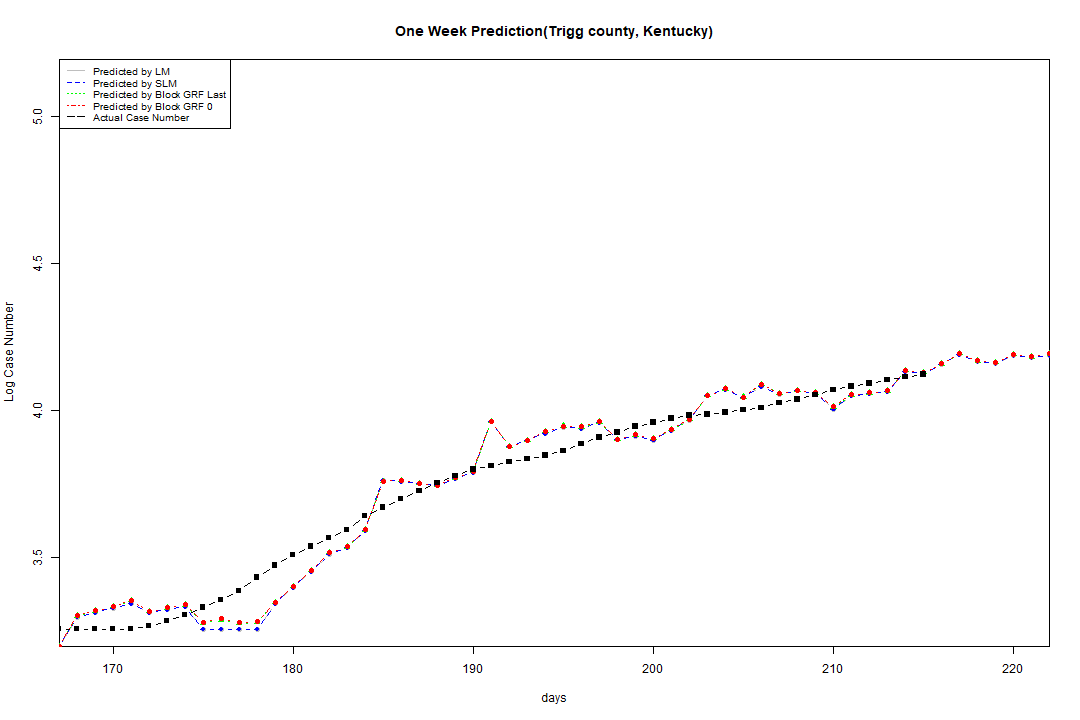 One Week Prediction(Trigg county, Kentucky)
Predicted by LM
Predicted by SLM
Predicted by Block GRF Last
Predicted by Block GRF 0
Actual Case Number
5.0
4.5
4.0
3.5
Log Case Number
170 180 190 200 210 220
days